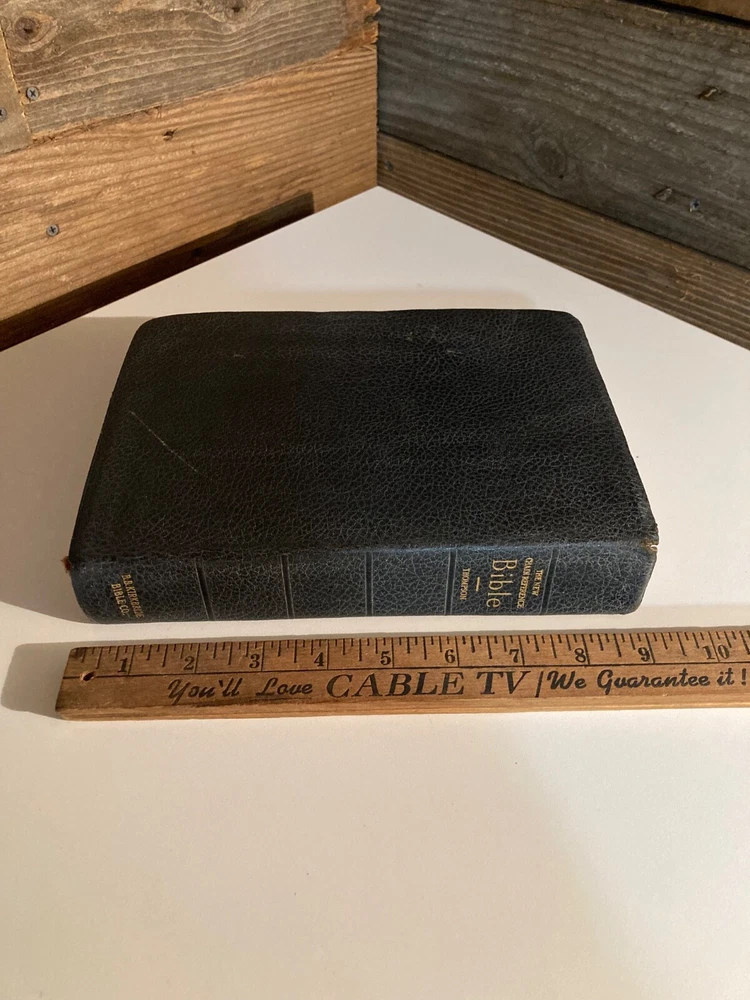 THE NEW
CHAIN REFERENCE
Bible
THOMPSON
B.B. KIRKBRIDE
BIBLE CO.
1 2 3 4 5 6 7 8 9 10
You'll Love CABLE TV | We Guarantee it!